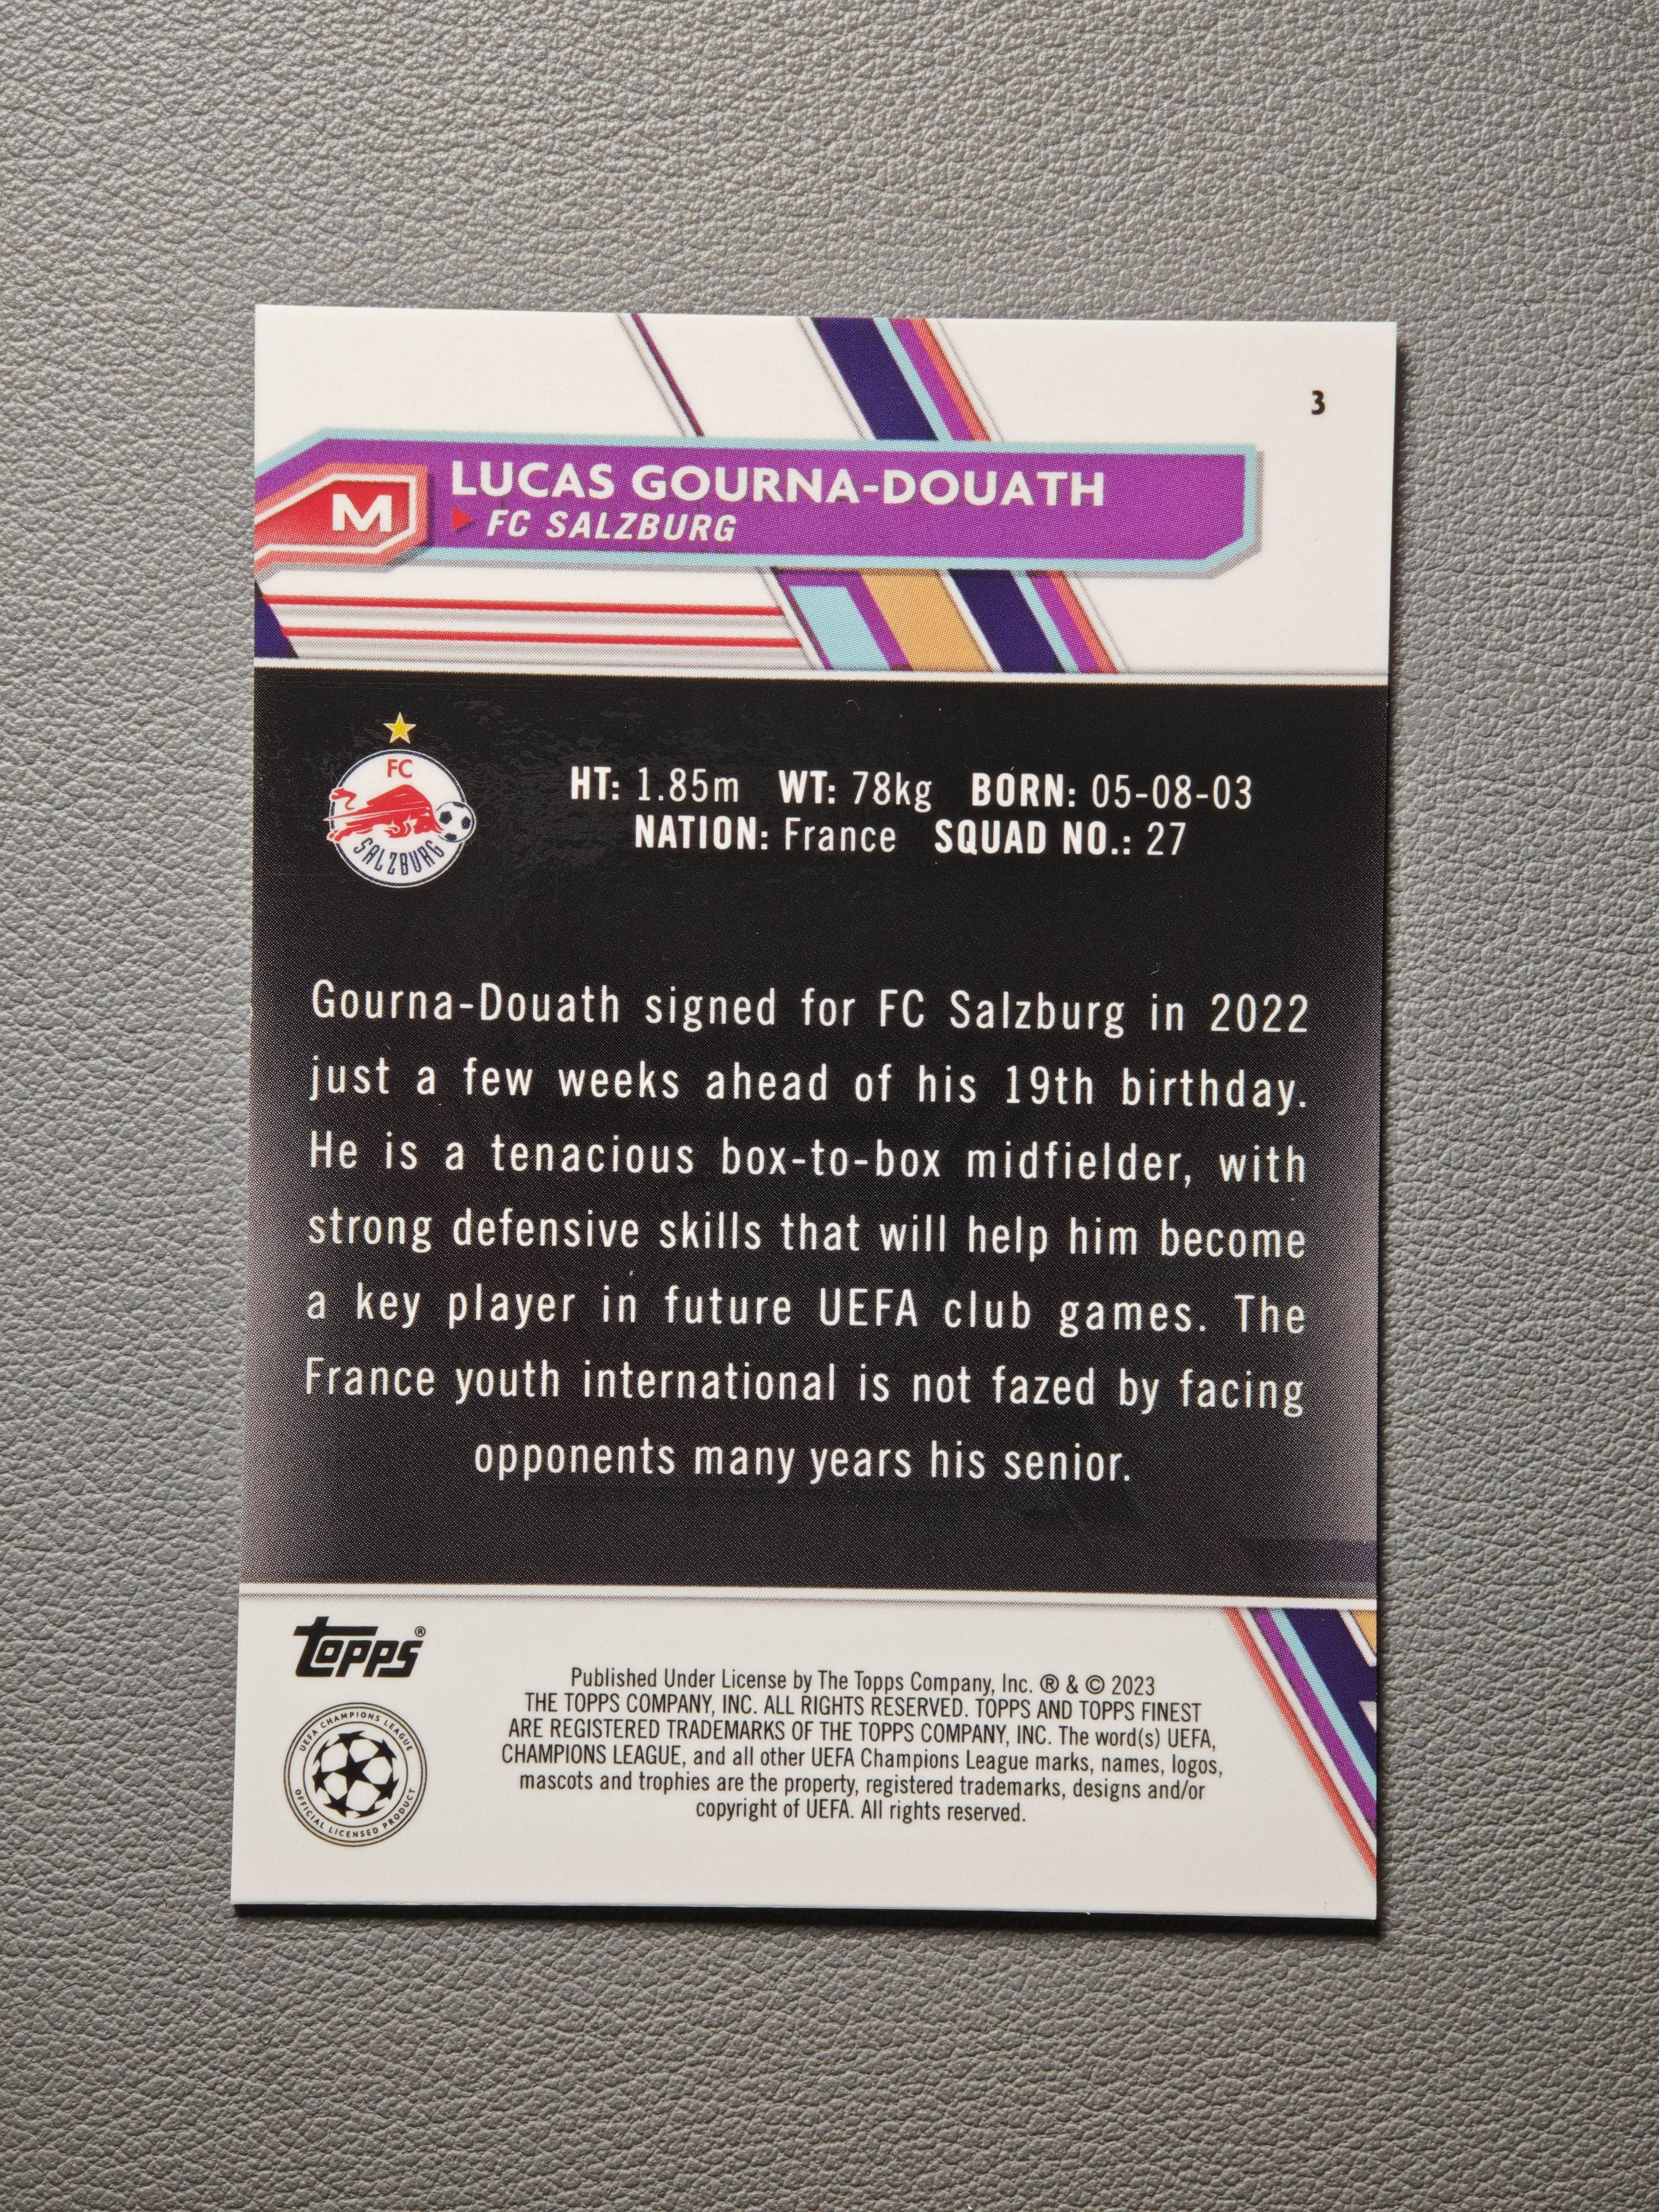 3
M
LUCAS GOURNA-DOUATH
FC SALZBURG
FC
SALZBURG
HT: 1.85m WT: 78kg BORN: 05-08-03
NATION: France SQUAD NO.: 27
Gourna-Douath signed for FC Salzburg in 2022
just a few weeks ahead of his 19th birthday.
He is a tenacious box-to-box midfielder, with
strong defensive skills that will help him become
a key player in future UEFA club games. The
France youth international is not fazed by facing
opponents many years his senior.
topps®
UEFA CHAMPIONS LEAGUE
OFFICIAL LICENSED PRODUCT
Published Under License by The Topps Company, Inc. ® & © 2023
THE TOPPS COMPANY, INC. ALL RIGHTS RESERVED. TOPPS AND TOPPS FINEST
ARE REGISTERED TRADEMARKS OF THE TOPPS COMPANY, INC. The word(s) UEFA,
CHAMPIONS LEAGUE, and all other UEFA Champions League marks, names, logos,
mascots and trophies are the property, registered trademarks, designs and/or
copyright of UEFA. All rights reserved.